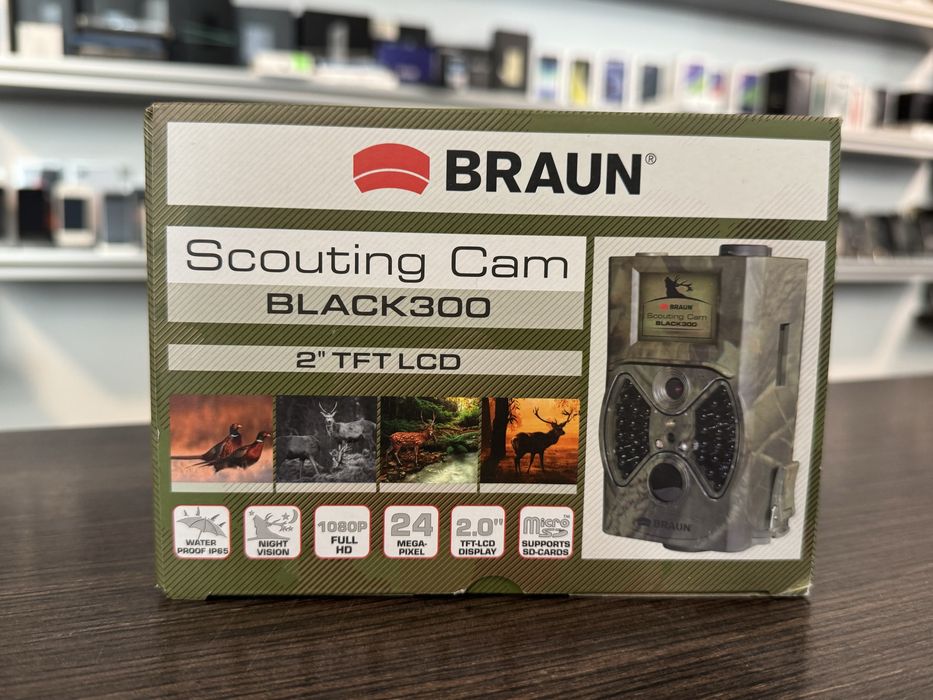 BRAUN®
Scouting Cam
BLACK300
2" TFT LCD
BRAUN
Scouting Cam
BLACK300
BRAUN
WATER
PROOF IP65
NIGHT
VISION
1080P
FULL
HD
24
MEGA-
PIXEL
2.0"
TFT-LCD
DISPLAY
Micro
SD™
SUPPORTS
SD-CARDS